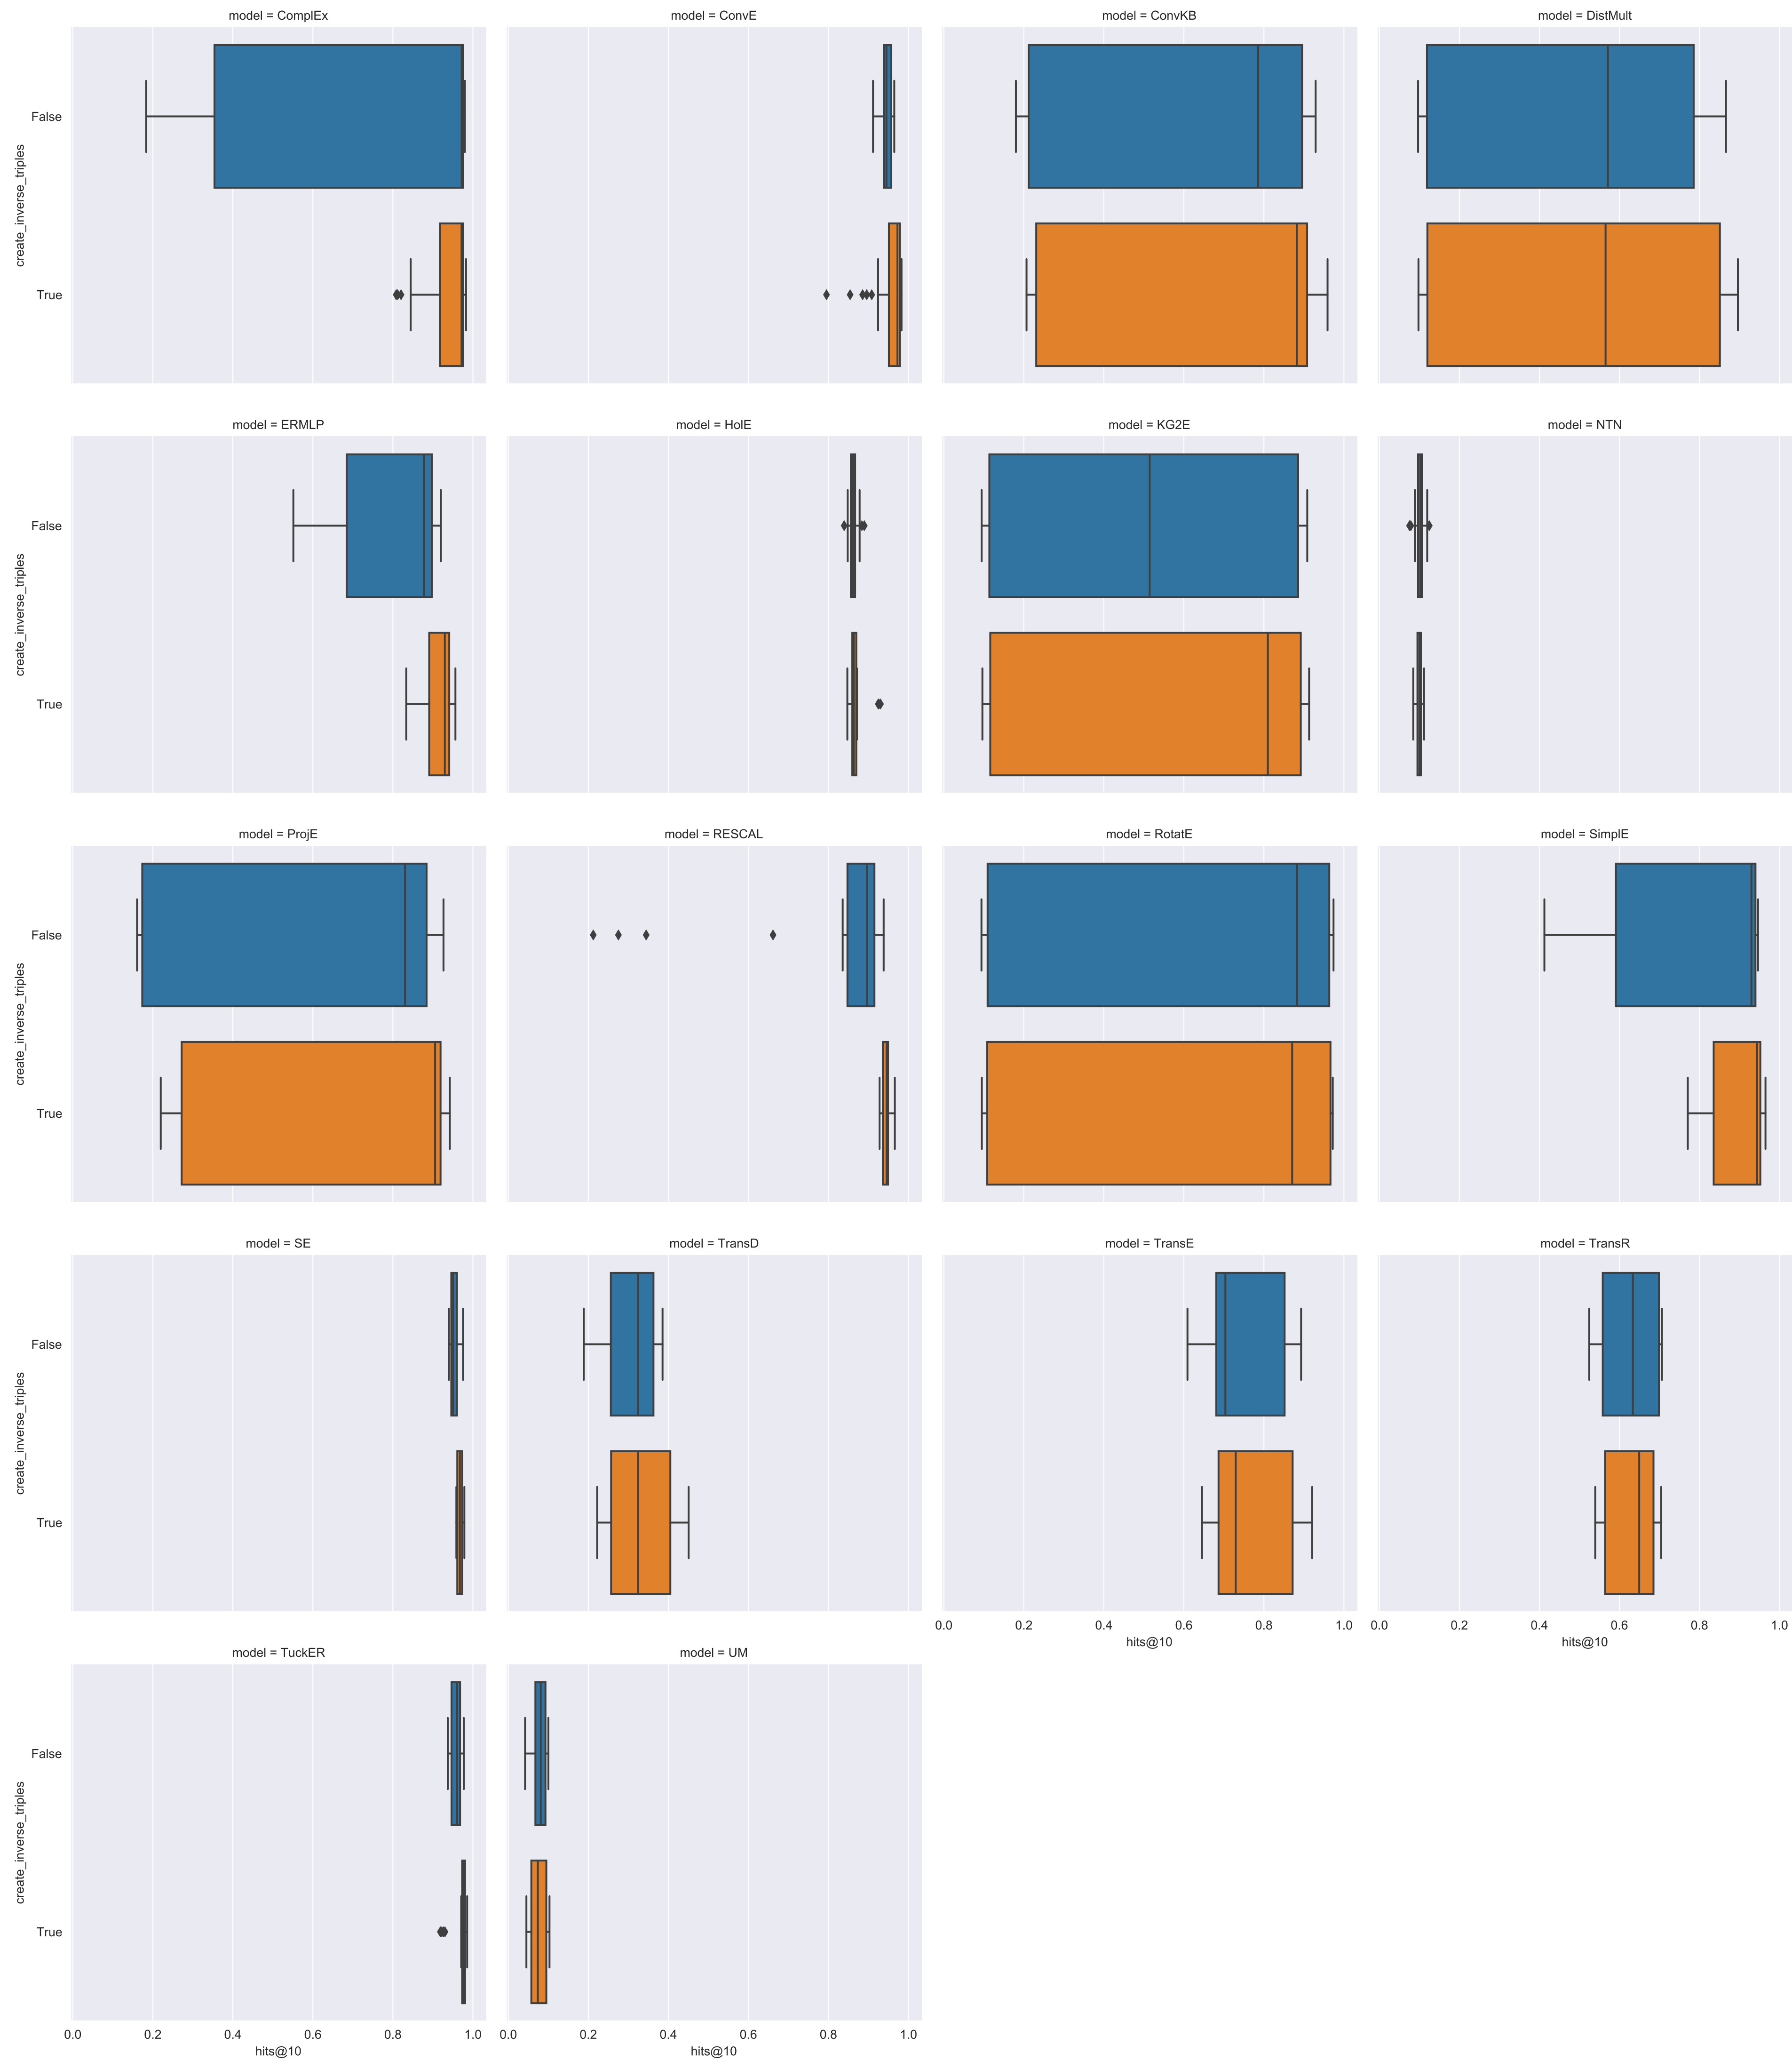 model = ComplEx
model = ConvE
model = ConvKB
model = DistMult
create_inverse_triples
False
True
model = ERMLP
model = HolE
model = KG2E
model = NTN
create_inverse_triples
False
True
model = ProjE
model = RESCAL
model = RotatE
model = SimplE
create_inverse_triples
False
True
model = SE
model = TransD
model = TransE
model = TransR
create_inverse_triples
False
True
0.0 0.2 0.4 0.6 0.8 1.0
hits@10
0.0 0.2 0.4 0.6 0.8 1.0
hits@10
model = TuckER
model = UM
create_inverse_triples
False
True
0.0 0.2 0.4 0.6 0.8 1.0
hits@10
0.0 0.2 0.4 0.6 0.8 1.0
hits@10